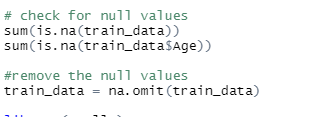 # check for null values
sum(is.na(train_data))
sum(is.na(train_data$Age))
#remove the null values
train_data = na.omit(train_data)